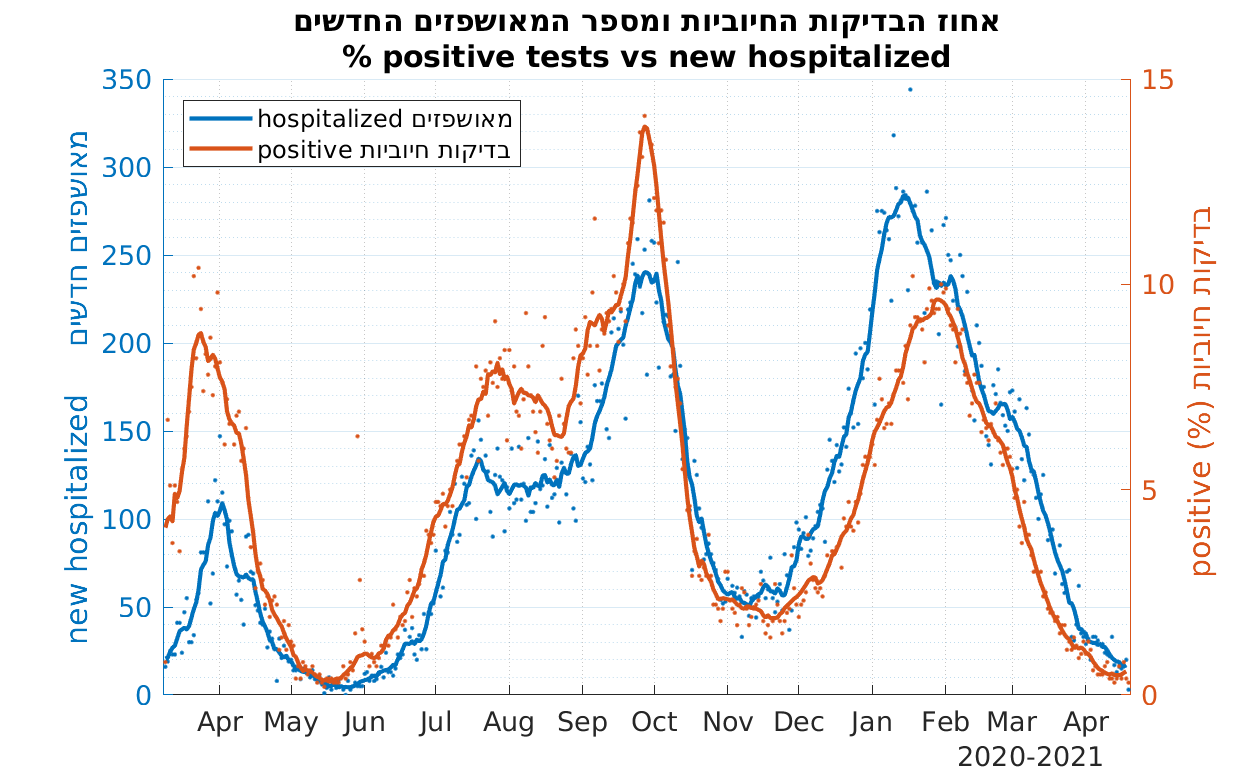 אחוז הבדיקות החיוביות ומספר המאושפזים החדשים
% positive tests vs new hospitalized
hospitalized מאושפזים
positive בדיקות חיוביות
new hospitalized מאושפזים חדשים
350
300
250
200
150
100
50
0
15
10
5
0
positive (%) בדיקות חיוביות
Apr May Jun Jul Aug Sep Oct Nov Dec Jan Feb Mar Apr
2020-2021